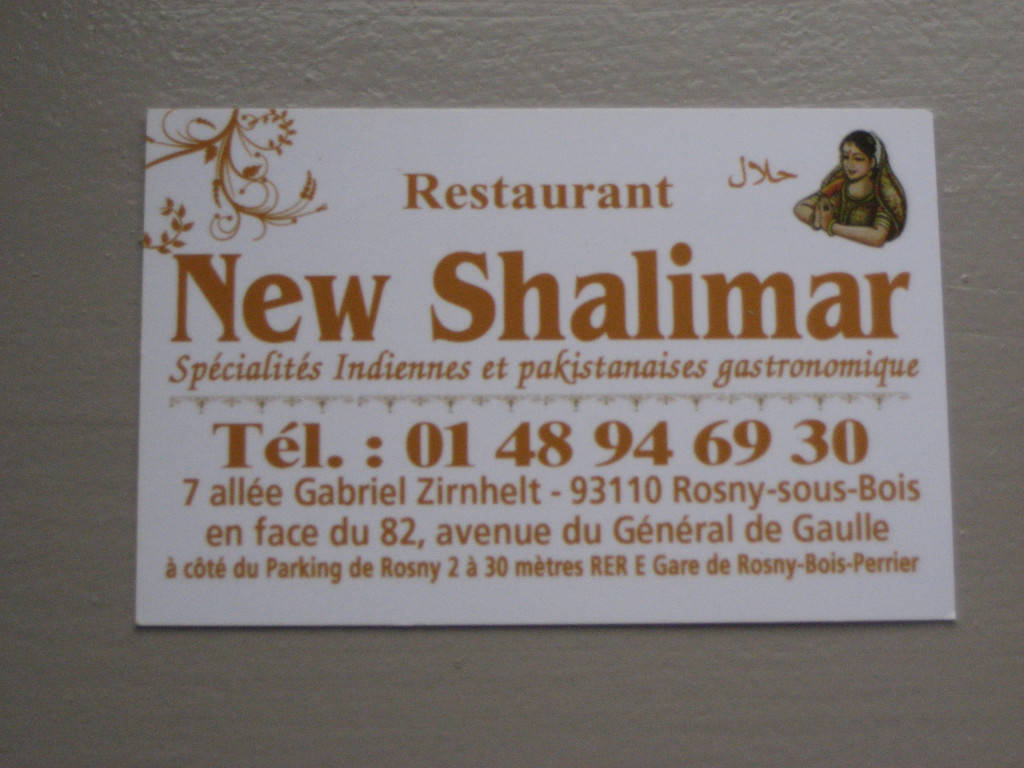 Restaurant
حلال
New Shalimar
Spécialités Indiennes et pakistanaises gastronomique
Tél. : 01 48 94 69 30
7 allée Gabriel Zirnhelt - 93110 Rosny-sous-Bois
en face du 82, avenue du Général de Gaulle
à côté du Parking de Rosny 2 à 30 mètres RER E Gare de Rosny-Bois-Perrier